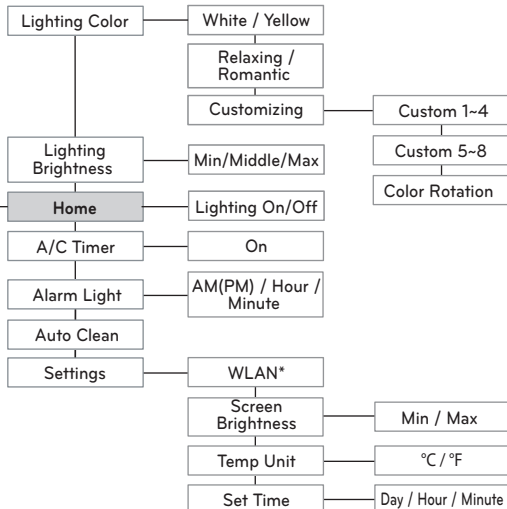 Lighting Color
White / Yellow
Relaxing /
Romantic
Customizing
Custom 1~4
Custom 5~8
Color Rotation
Lighting
Brightness
Min/Middle/Max
Home
Lighting On/Off
A/C Timer
On
Alarm Light
AM(PM) / Hour /
Minute
Auto Clean
Settings
WLAN*
Screen
Brightness
Min / Max
Temp Unit
°C / °F
Set Time
Day / Hour / Minute